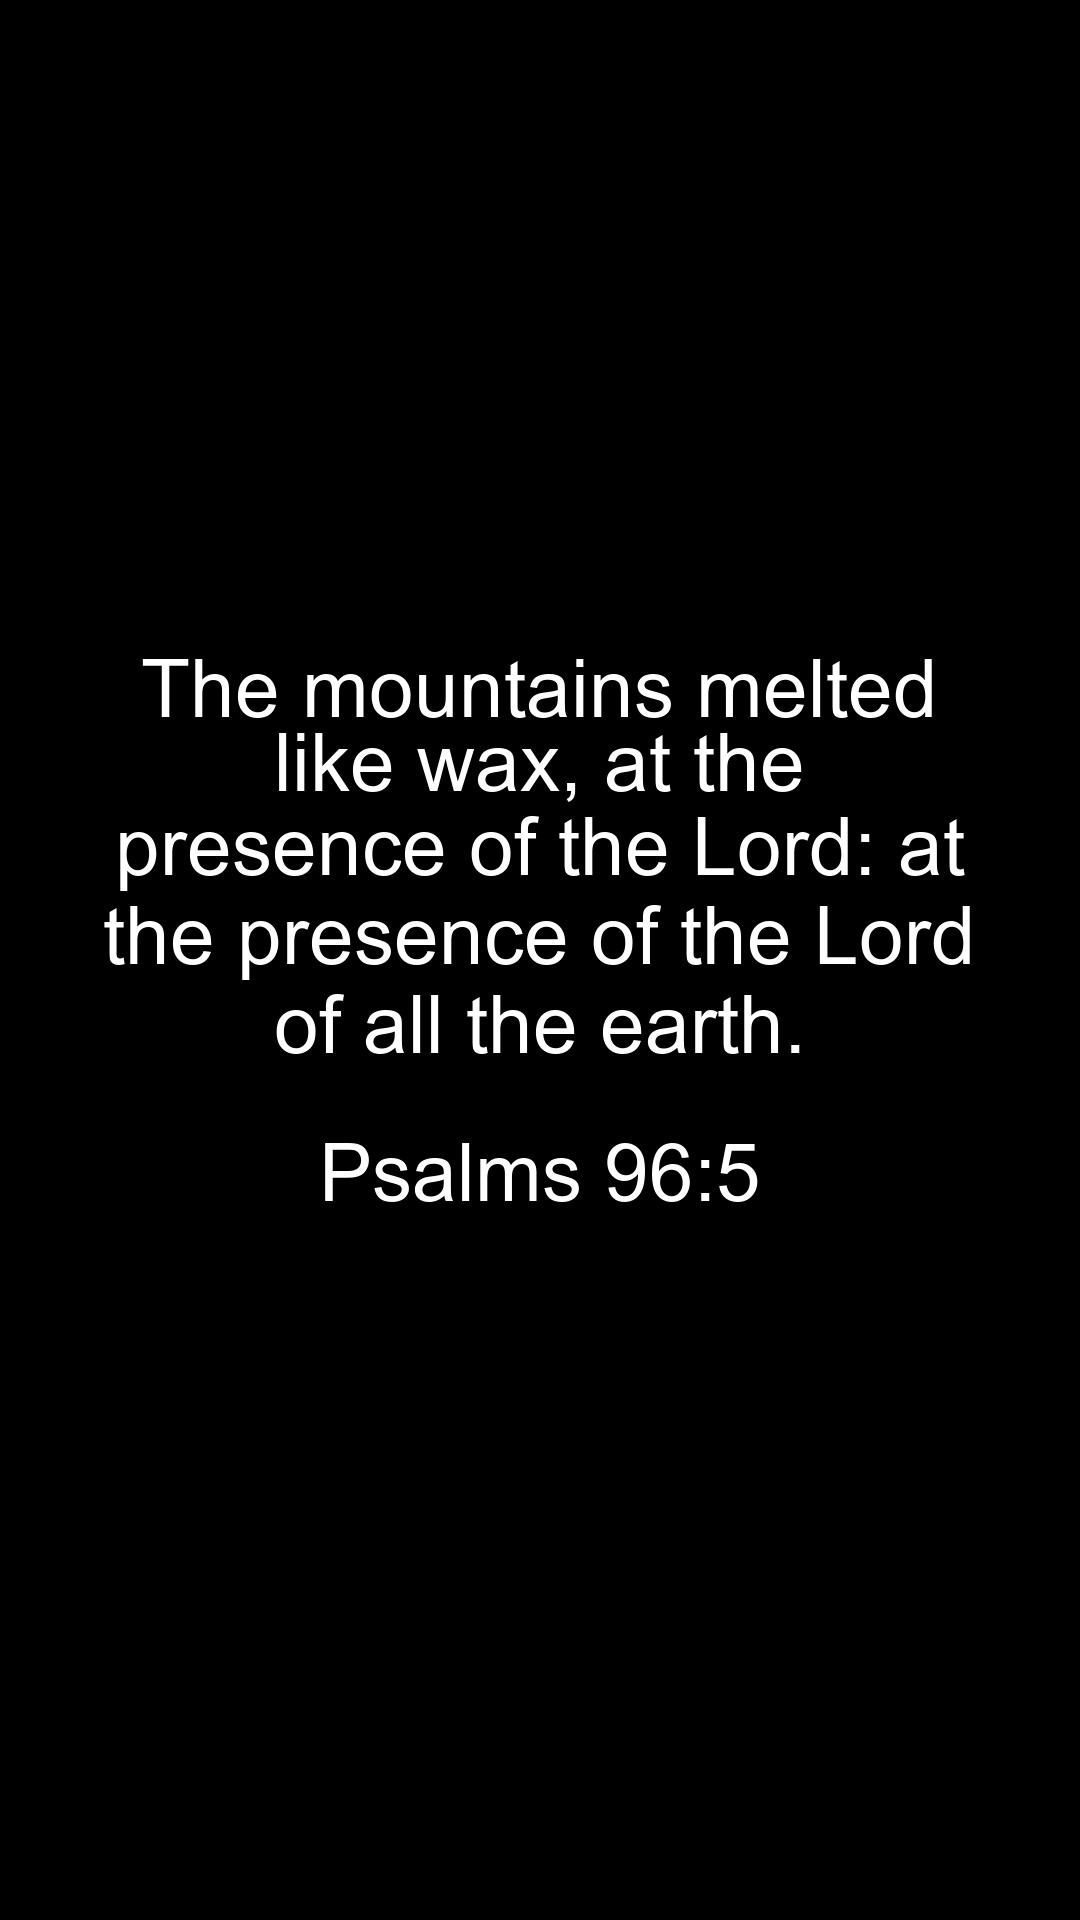 The mountains melted
like wax, at the
presence of the Lord: at
the presence of the Lord
of all the earth.
Psalms 96:5